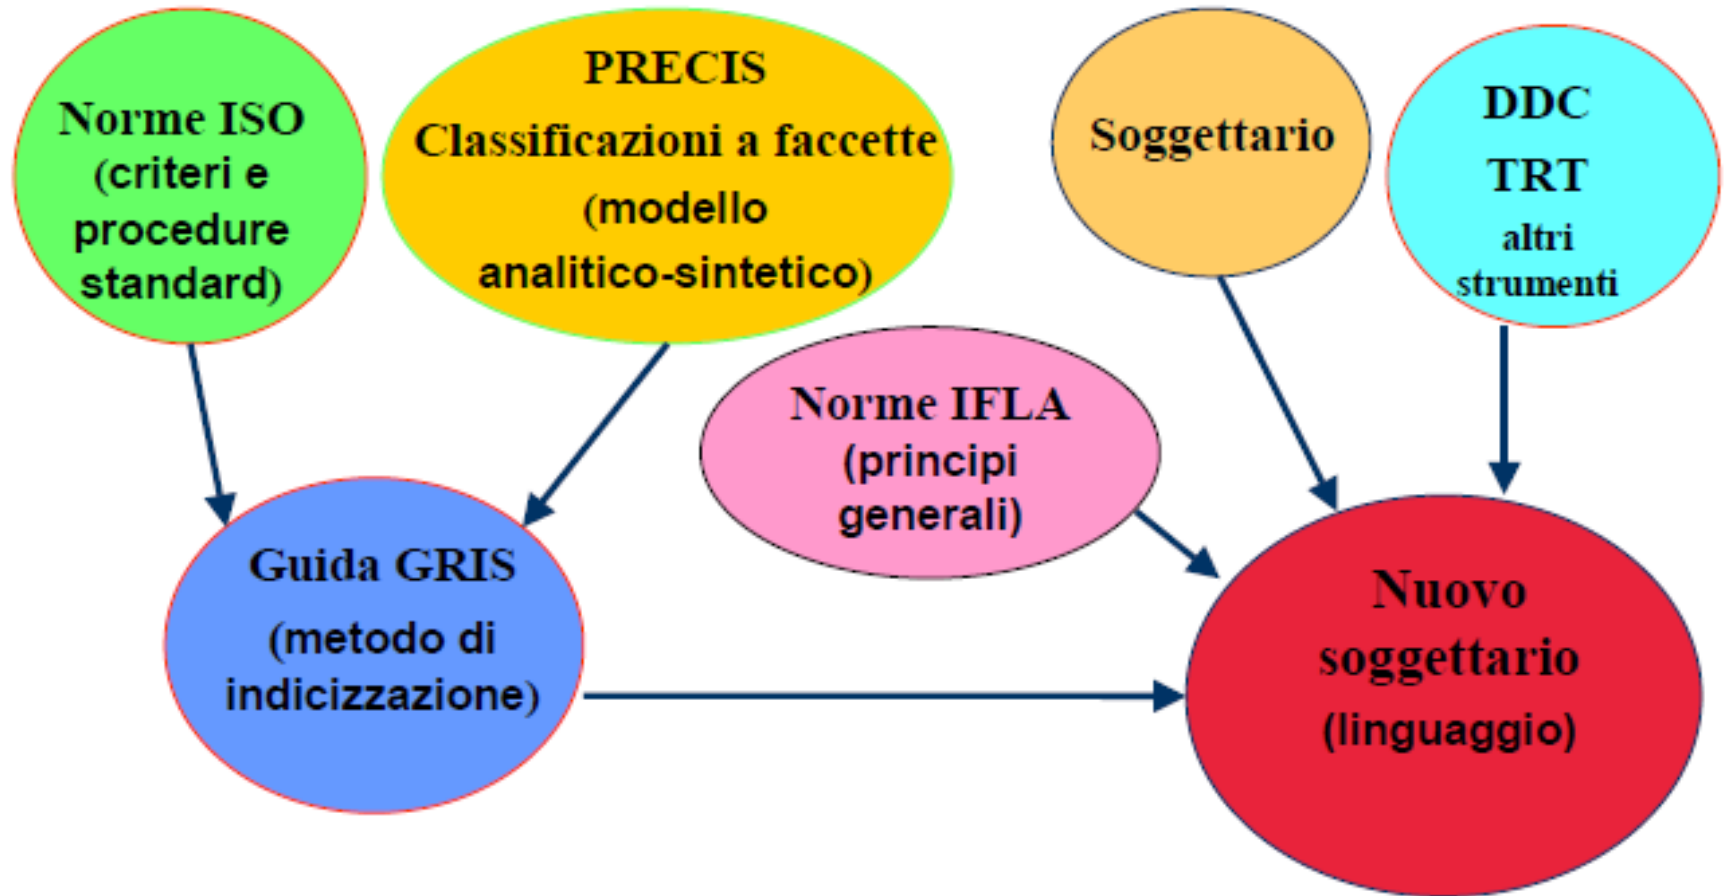 Norme ISO
(criteri e
procedure
standard)
PRECIS
Classificazioni a faccette
(modello
analitico-sintetico)
Soggettario
DDC
TRT
altri
strumenti
Norme IFLA
(principi
generali)
Guida GRIS
(metodo di
indicizzazione)
Nuovo
soggettario
(linguaggio)